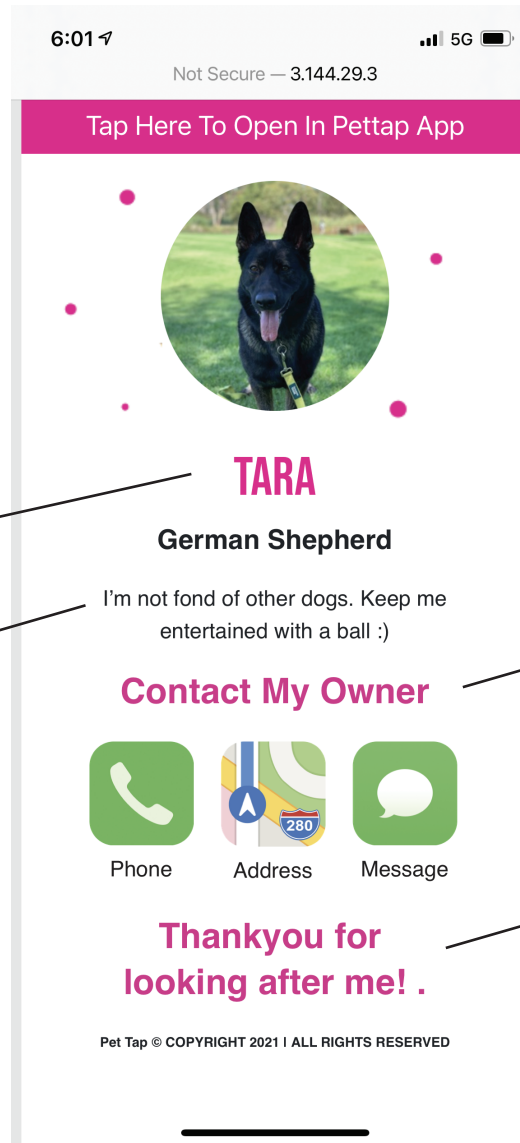 6:01
5G
Not Secure — 3.144.29.3
Tap Here To Open In Pettap App
TARA
German Shepherd
I'm not fond of other dogs. Keep me
entertained with a ball :)
Contact My Owner
280
Phone
Address
Message
Thankyou for
looking after me! .
Pet Tap © COPYRIGHT 2021 | ALL RIGHTS RESERVED